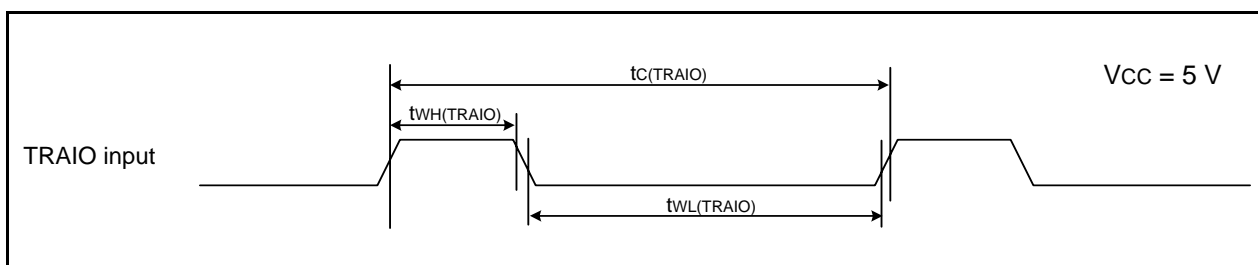 tC(TRAIO)
VCC = 5 V
tWH(TRAIO)
TRAIO input
tWL(TRAIO)